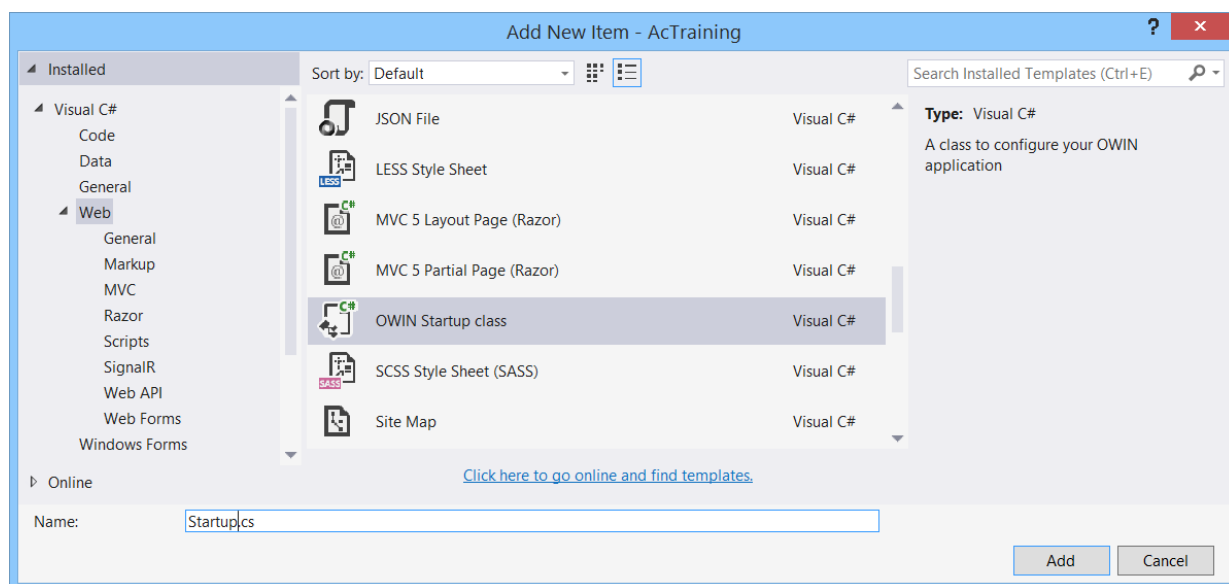 Add New Item - AcTraining
?
Installed
Sort by: Default
Search Installed Templates (Ctrl+E)
Visual C#
Code
Data
General
Web
General
Markup
MVC
Razor
Scripts
SignalR
Web API
Web Forms
Windows Forms
Online
JSON File Visual C#
LESS
LESS Style Sheet Visual C#
C# @
MVC 5 Layout Page (Razor) Visual C#
C# @
MVC 5 Partial Page (Razor) Visual C#
C#
OWIN Startup class Visual C#
SASS
SCSS Style Sheet (SASS) Visual C#
Site Map Visual C#
Click here to go online and find templates.
Type: Visual C#
A class to configure your OWIN
application
Name: Startup.cs
Add Cancel